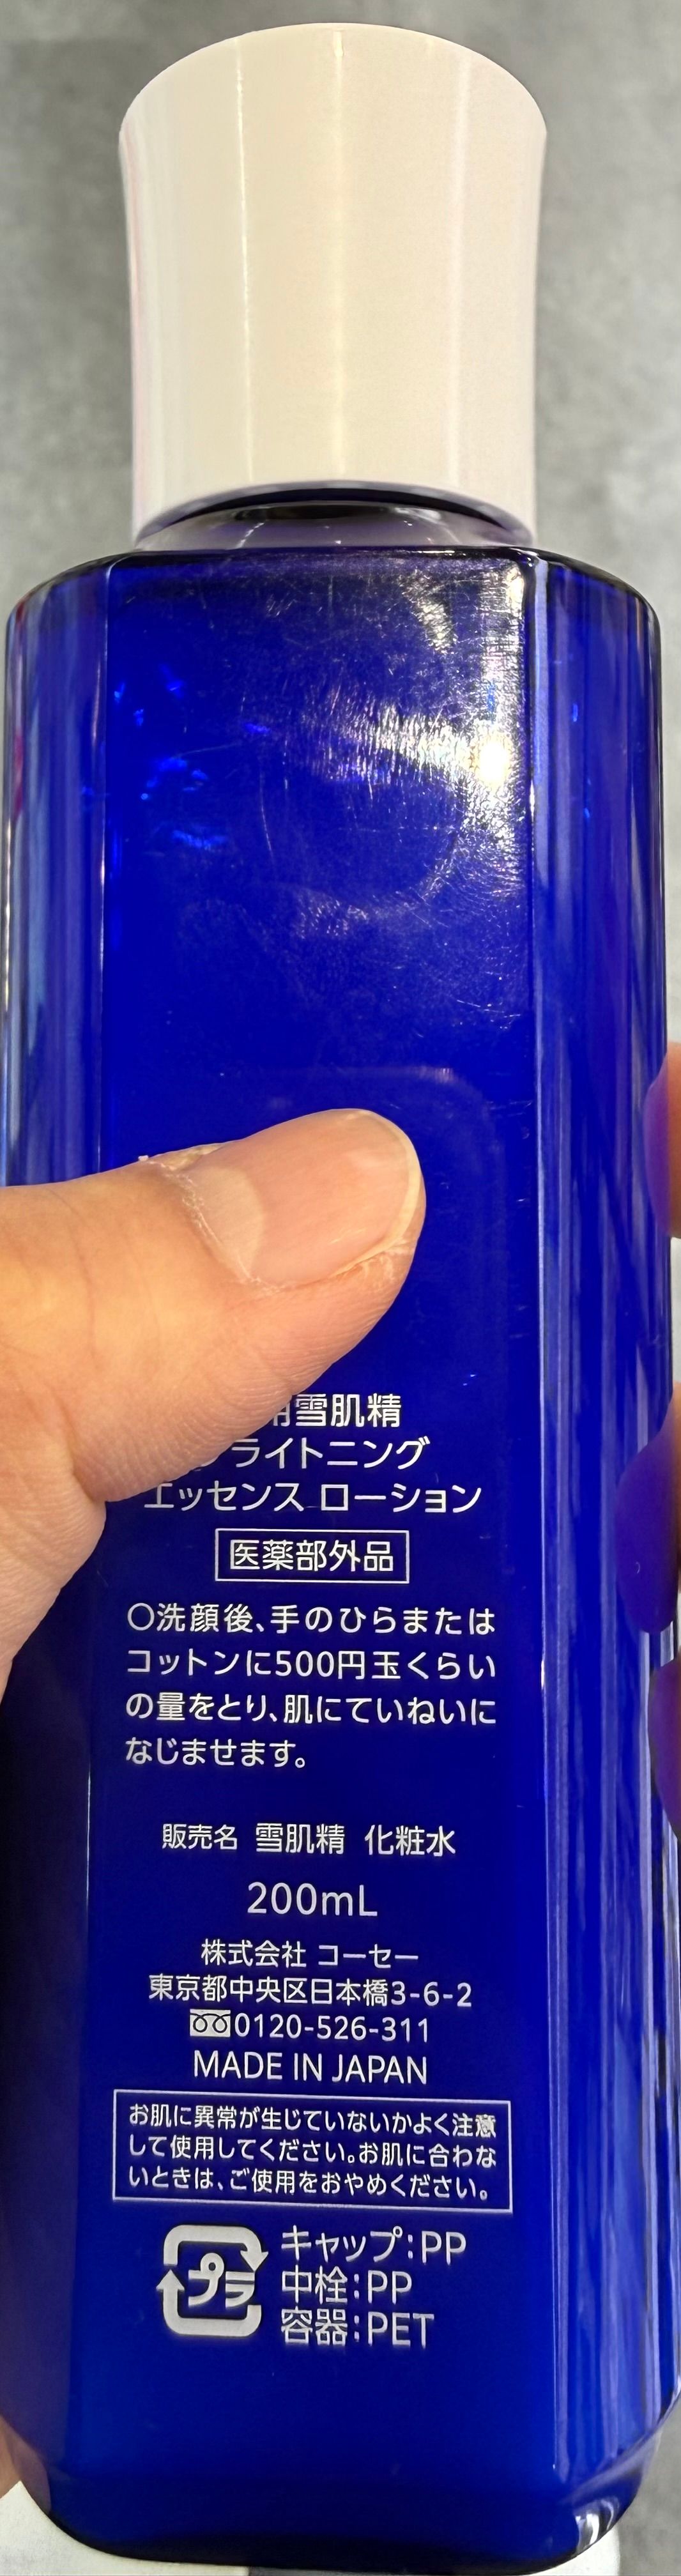 雪肌精
ライトニング
エッセンス ローション
医薬部外品
〇洗顔後、手のひらまたは
コットンに500円玉くらい
の量をとり、肌にていねいに
なじませます。
販売名 雪肌精 化粧水
200mL
株式会社 コーセー
東京都中央区日本橋3-6-2
0120-526-311
MADE IN JAPAN
お肌に異常が生じていないかよく注意
して使用してください。お肌に合わな
いときは、ご使用をおやめください。
プラ
キャップ:PP
中栓:PP
容器:PET